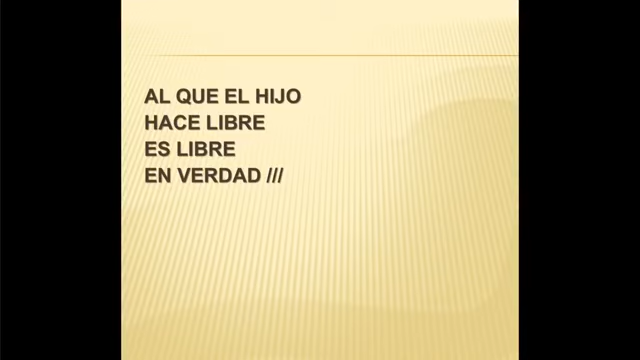 AL QUE EL HIJO
HACE LIBRE
ES LIBRE
EN VERDAD ///